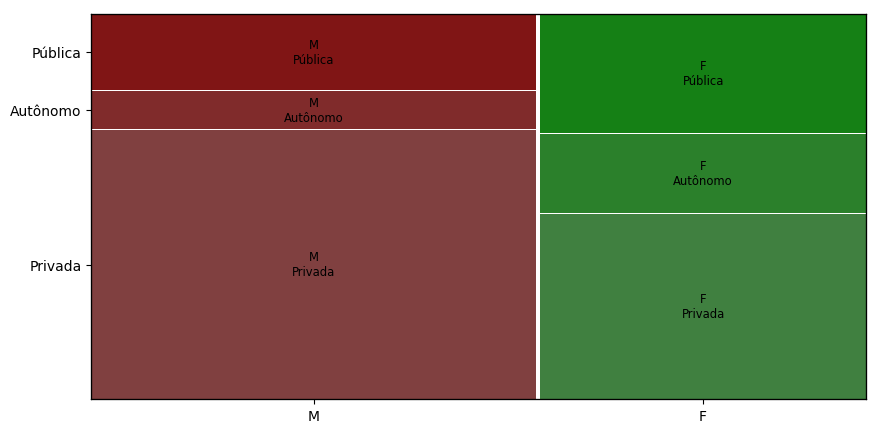 Pública
Autônomo
Privada
M
Pública
M
Autônomo
M
Privada
F
Pública
F
Autônomo
F
Privada
M
F